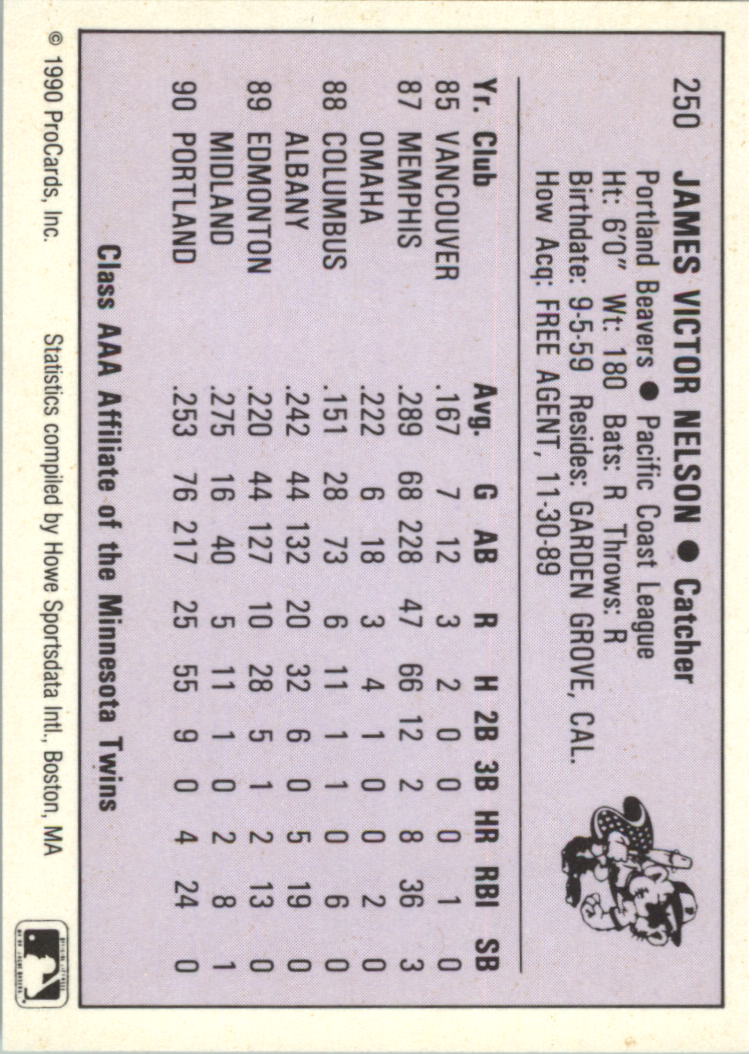 250 JAMES VICTOR NELSON ● Catcher
Portland Beavers ● Pacific Coast League
Ht: 6'0" Wt: 180 Bats: R Throws: R
Birthdate: 9-5-59 Resides: GARDEN GROVE, CAL.
How Acq: FREE AGENT, 11-30-89
Yr. Club Avg. G AB R H 2B 3B HR RBI SB
85 VANCOUVER .167 7 12 3 2 0 0 0 1 0
87 MEMPHIS .289 68 228 47 66 12 2 8 36 3
OMAHA .222 6 18 3 4 1 0 0 2 0
88 COLUMBUS .151 28 73 6 11 1 1 0 6 0
ALBANY .242 44 132 20 32 6 0 5 19 0
89 EDMONTON .220 44 127 10 28 5 1 2 13 0
MIDLAND .275 16 40 5 11 1 0 2 8 1
90 PORTLAND .253 76 217 25 55 9 0 4 24 0
Class AAA Affiliate of the Minnesota Twins
© 1990 ProCards, Inc. Statistics compiled by Howe Sportsdata Intl., Boston, MA